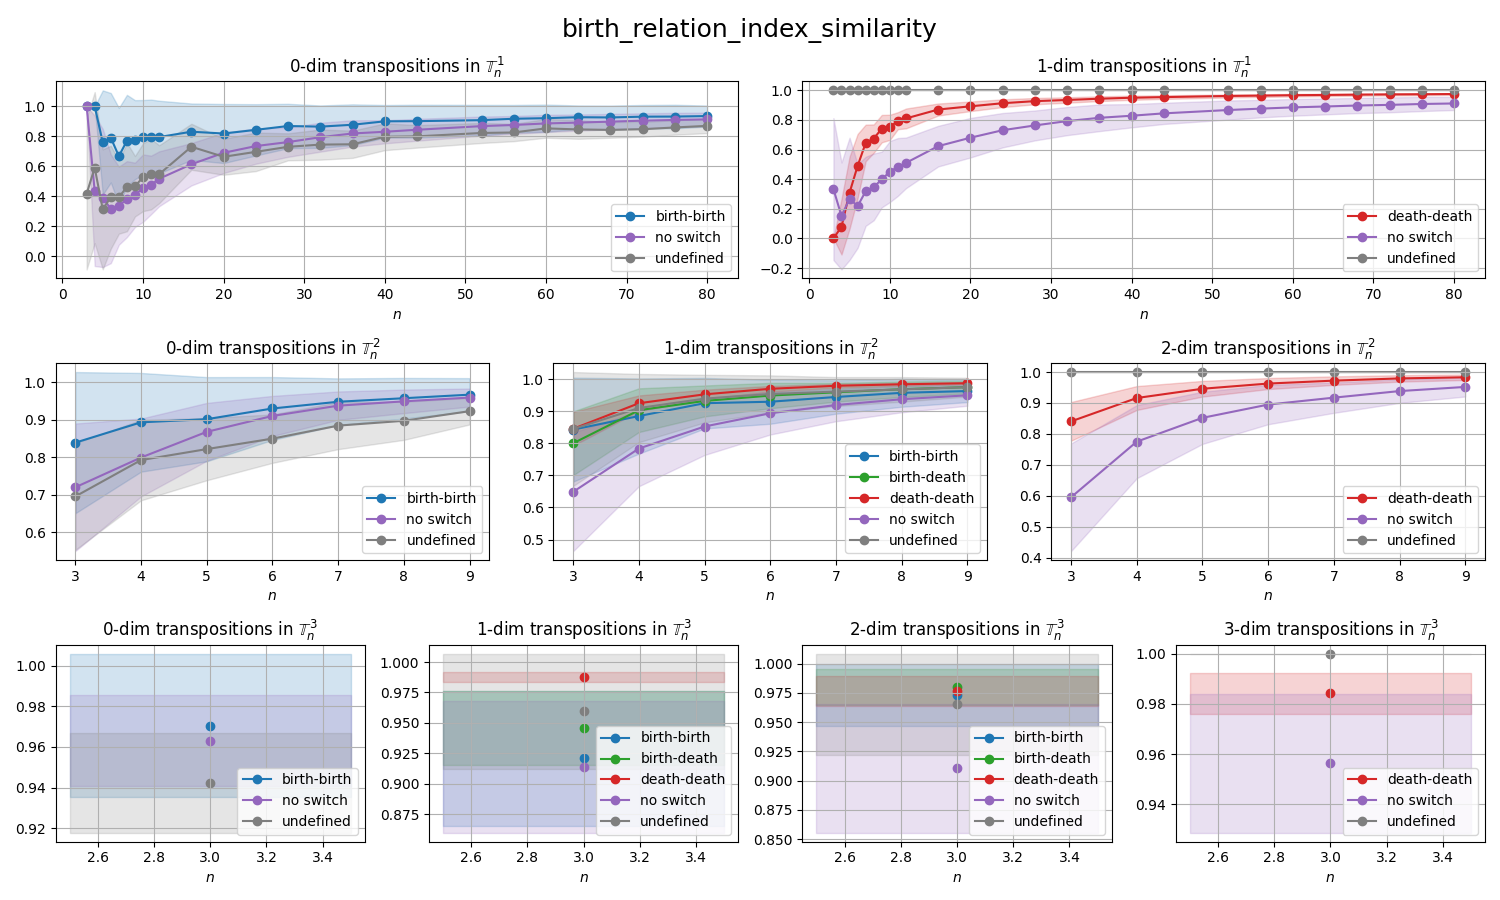 birth_relation_index_similarity
0-dim transpositions in 𝕋ₙ¹
1.0
0.8
0.6
0.4
0.2
0.0
birth-birth
no switch
undefined
0 10 20 30 40 50 60 70 80
n
1-dim transpositions in 𝕋ₙ¹
1.0
0.8
0.6
0.4
0.2
0.0
−0.2
death-death
no switch
undefined
0 10 20 30 40 50 60 70 80
n
0-dim transpositions in 𝕋ₙ²
1.0
0.9
0.8
0.7
0.6
birth-birth
no switch
undefined
3 4 5 6 7 8 9
n
1-dim transpositions in 𝕋ₙ²
1.0
0.9
0.8
0.7
0.6
0.5
birth-birth
birth-death
death-death
no switch
undefined
3 4 5 6 7 8 9
n
2-dim transpositions in 𝕋ₙ²
1.0
0.9
0.8
0.7
0.6
0.5
0.4
death-death
no switch
undefined
3 4 5 6 7 8 9
n
0-dim transpositions in 𝕋ₙ³
1.00
0.98
0.96
0.94
0.92
birth-birth
no switch
undefined
2.6 2.8 3.0 3.2 3.4
n
1-dim transpositions in 𝕋ₙ³
1.000
0.975
0.950
0.925
0.900
0.875
birth-birth
birth-death
death-death
no switch
undefined
2.6 2.8 3.0 3.2 3.4
n
2-dim transpositions in 𝕋ₙ³
1.000
0.975
0.950
0.925
0.900
0.875
0.850
birth-birth
birth-death
death-death
no switch
undefined
2.6 2.8 3.0 3.2 3.4
n
3-dim transpositions in 𝕋ₙ³
1.00
0.98
0.96
0.94
death-death
no switch
undefined
2.6 2.8 3.0 3.2 3.4
n